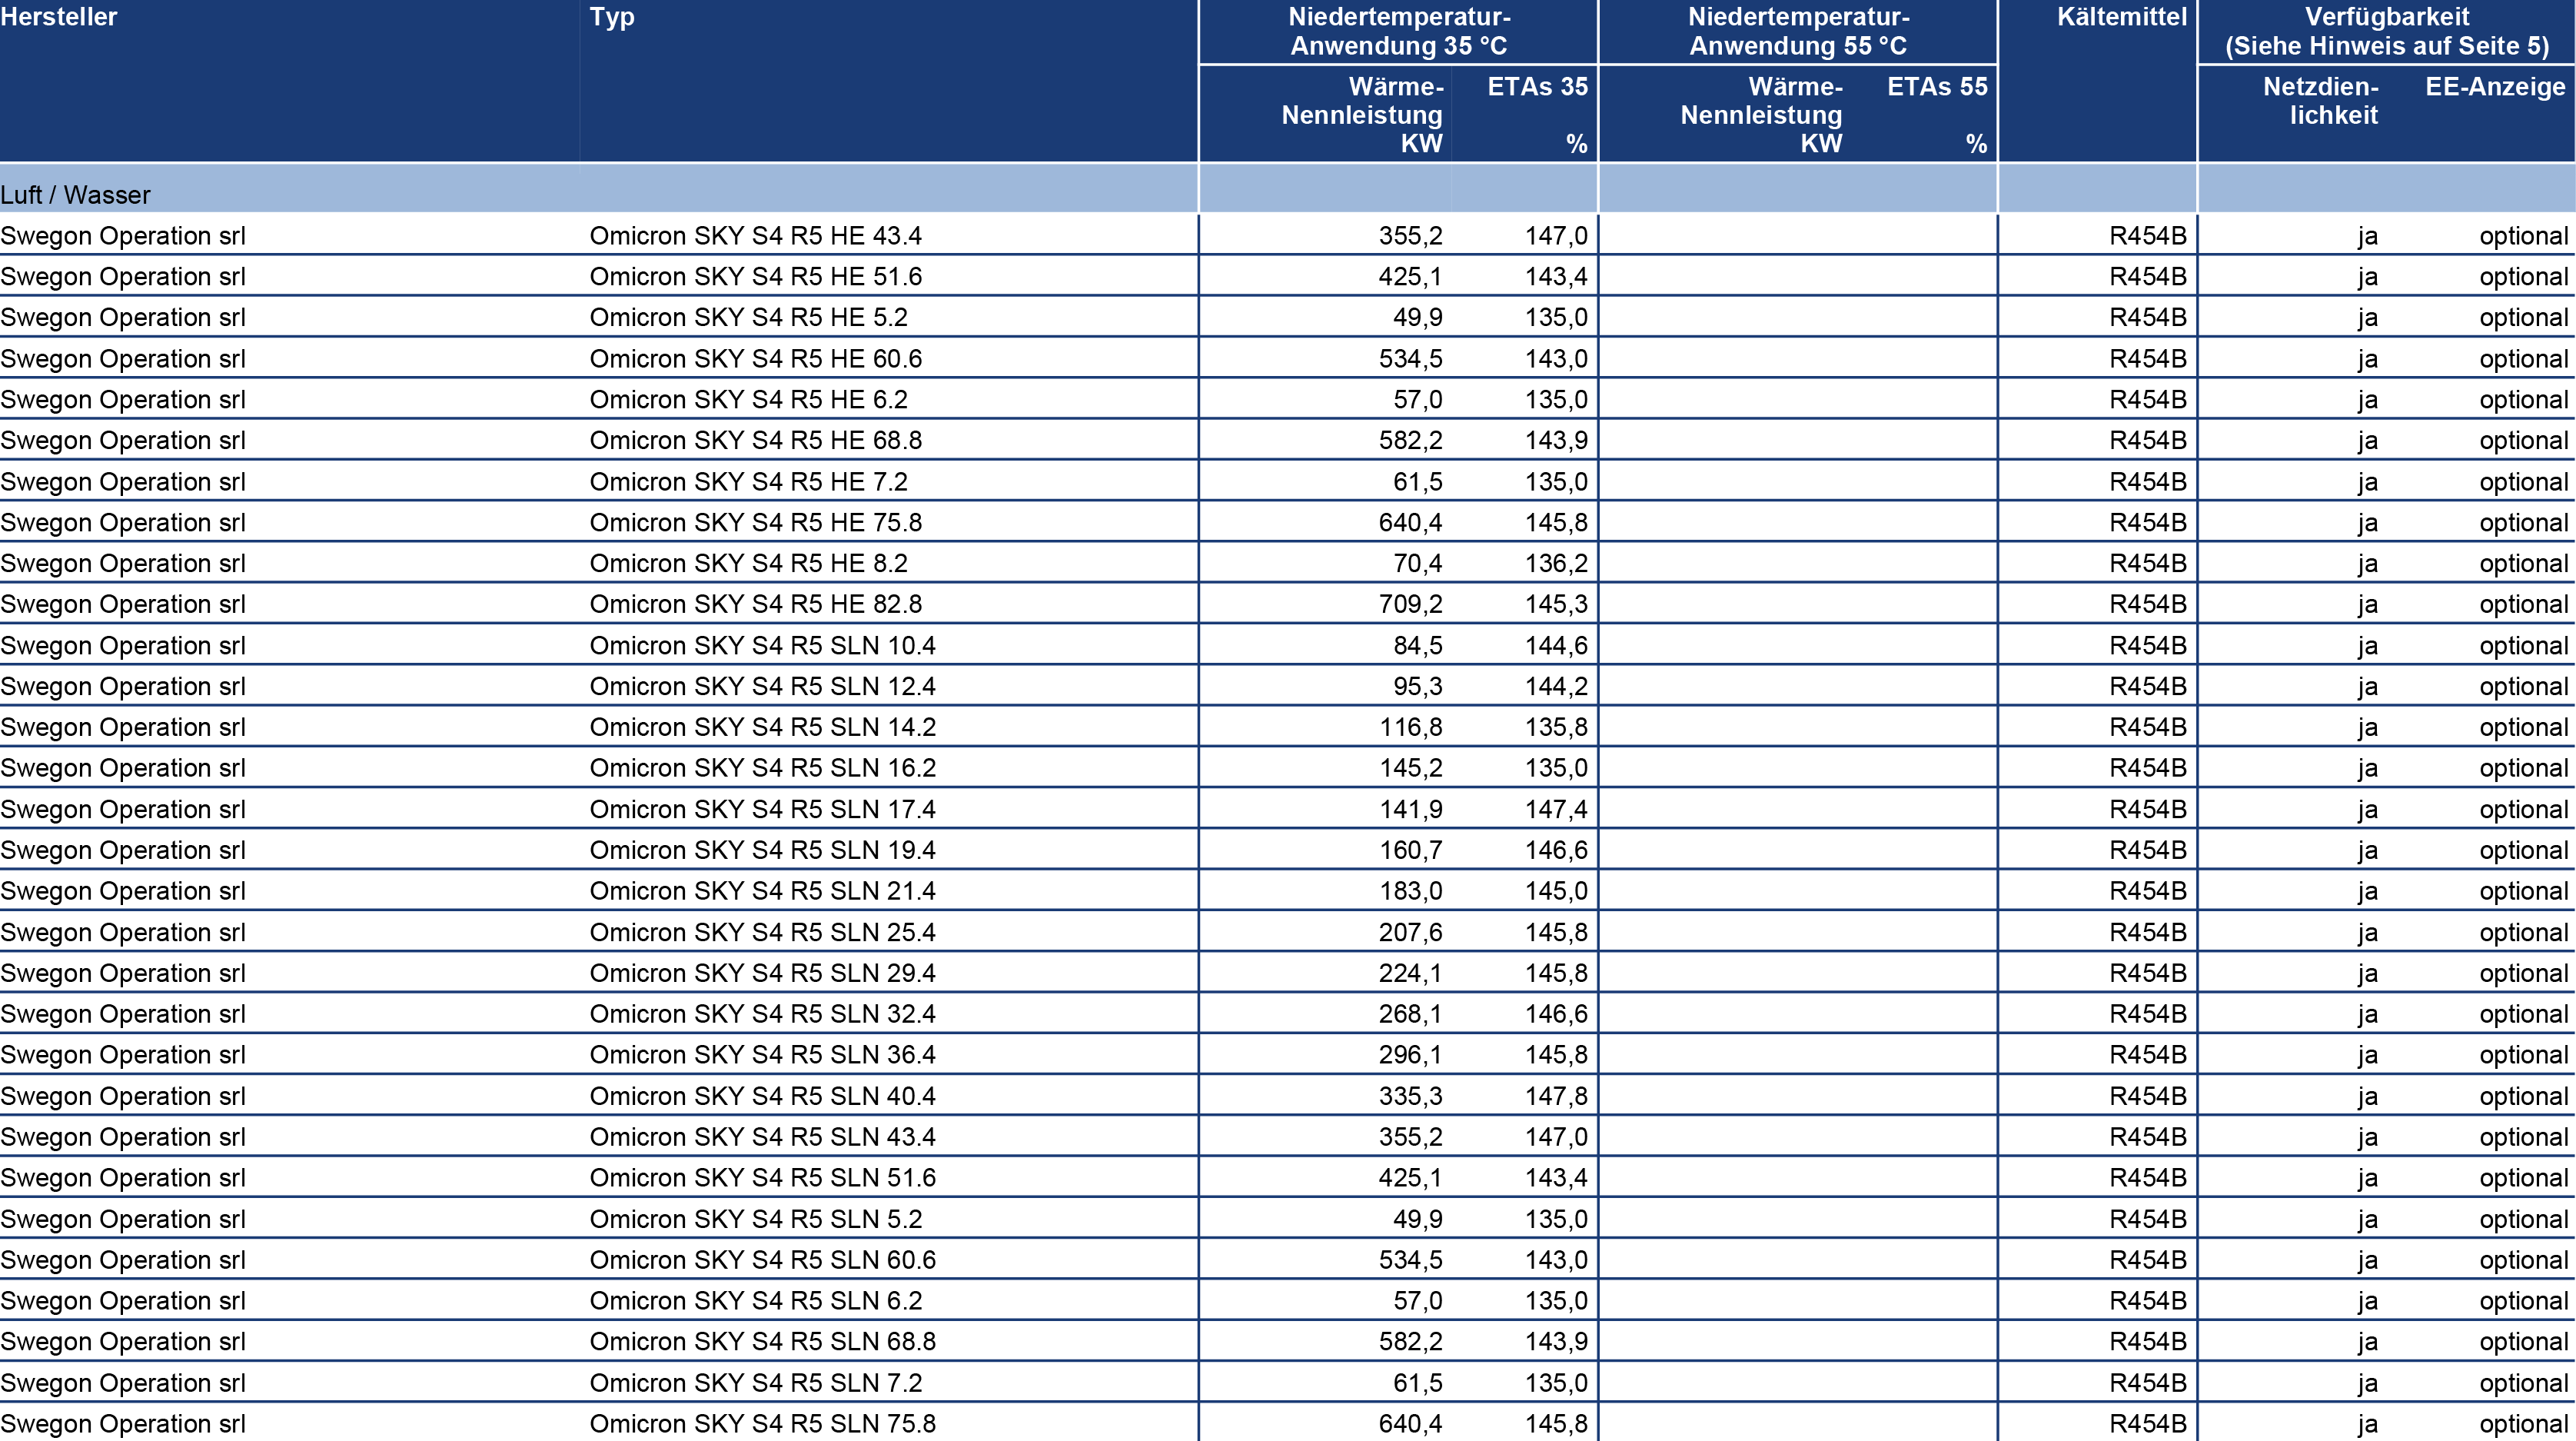 Hersteller Typ Niedertemperatur- Niedertemperatur- Kältemittel Verfügbarkeit
Anwendung 35 °C Anwendung 55 °C (Siehe Hinweis auf Seite 5)
Wärme- ETAs 35 Wärme- ETAs 55 Netzdien- EE-Anzeige
Nennleistung Nennleistung lichkeit
KW % KW %
Luft / Wasser
Swegon Operation srl Omicron SKY S4 R5 HE 43.4 355,2 147,0 R454B ja optional
Swegon Operation srl Omicron SKY S4 R5 HE 51.6 425,1 143,4 R454B ja optional
Swegon Operation srl Omicron SKY S4 R5 HE 5.2 49,9 135,0 R454B ja optional
Swegon Operation srl Omicron SKY S4 R5 HE 60.6 534,5 143,0 R454B ja optional
Swegon Operation srl Omicron SKY S4 R5 HE 6.2 57,0 135,0 R454B ja optional
Swegon Operation srl Omicron SKY S4 R5 HE 68.8 582,2 143,9 R454B ja optional
Swegon Operation srl Omicron SKY S4 R5 HE 7.2 61,5 135,0 R454B ja optional
Swegon Operation srl Omicron SKY S4 R5 HE 75.8 640,4 145,8 R454B ja optional
Swegon Operation srl Omicron SKY S4 R5 HE 8.2 70,4 136,2 R454B ja optional
Swegon Operation srl Omicron SKY S4 R5 HE 82.8 709,2 145,3 R454B ja optional
Swegon Operation srl Omicron SKY S4 R5 SLN 10.4 84,5 144,6 R454B ja optional
Swegon Operation srl Omicron SKY S4 R5 SLN 12.4 95,3 144,2 R454B ja optional
Swegon Operation srl Omicron SKY S4 R5 SLN 14.2 116,8 135,8 R454B ja optional
Swegon Operation srl Omicron SKY S4 R5 SLN 16.2 145,2 135,0 R454B ja optional
Swegon Operation srl Omicron SKY S4 R5 SLN 17.4 141,9 147,4 R454B ja optional
Swegon Operation srl Omicron SKY S4 R5 SLN 19.4 160,7 146,6 R454B ja optional
Swegon Operation srl Omicron SKY S4 R5 SLN 21.4 183,0 145,0 R454B ja optional
Swegon Operation srl Omicron SKY S4 R5 SLN 25.4 207,6 145,8 R454B ja optional
Swegon Operation srl Omicron SKY S4 R5 SLN 29.4 224,1 145,8 R454B ja optional
Swegon Operation srl Omicron SKY S4 R5 SLN 32.4 268,1 146,6 R454B ja optional
Swegon Operation srl Omicron SKY S4 R5 SLN 36.4 296,1 145,8 R454B ja optional
Swegon Operation srl Omicron SKY S4 R5 SLN 40.4 335,3 147,8 R454B ja optional
Swegon Operation srl Omicron SKY S4 R5 SLN 43.4 355,2 147,0 R454B ja optional
Swegon Operation srl Omicron SKY S4 R5 SLN 51.6 425,1 143,4 R454B ja optional
Swegon Operation srl Omicron SKY S4 R5 SLN 5.2 49,9 135,0 R454B ja optional
Swegon Operation srl Omicron SKY S4 R5 SLN 60.6 534,5 143,0 R454B ja optional
Swegon Operation srl Omicron SKY S4 R5 SLN 6.2 57,0 135,0 R454B ja optional
Swegon Operation srl Omicron SKY S4 R5 SLN 68.8 582,2 143,9 R454B ja optional
Swegon Operation srl Omicron SKY S4 R5 SLN 7.2 61,5 135,0 R454B ja optional
Swegon Operation srl Omicron SKY S4 R5 SLN 75.8 640,4 145,8 R454B ja optional